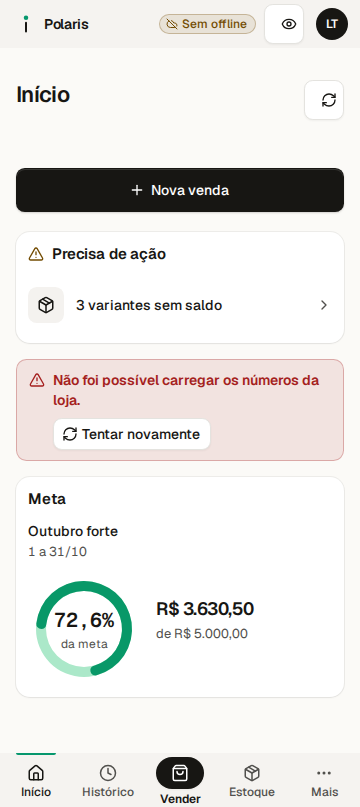 Polaris
Sem offline
LT
Início
Nova venda
Precisa de ação
3 variantes sem saldo
Não foi possível carregar os números da
loja.
Tentar novamente
Meta
Outubro forte
1 a 31/10
72,6%
da meta
R$ 3.630,50
de R$ 5.000,00
Início
Histórico
Vender
Estoque
Mais